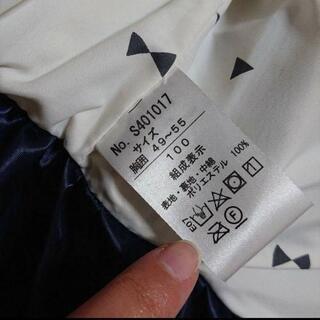 No. S401017
サイズ
胸囲 49～55
100
組成表示
表地・裏地・中綿
ポリエステル 100%
F